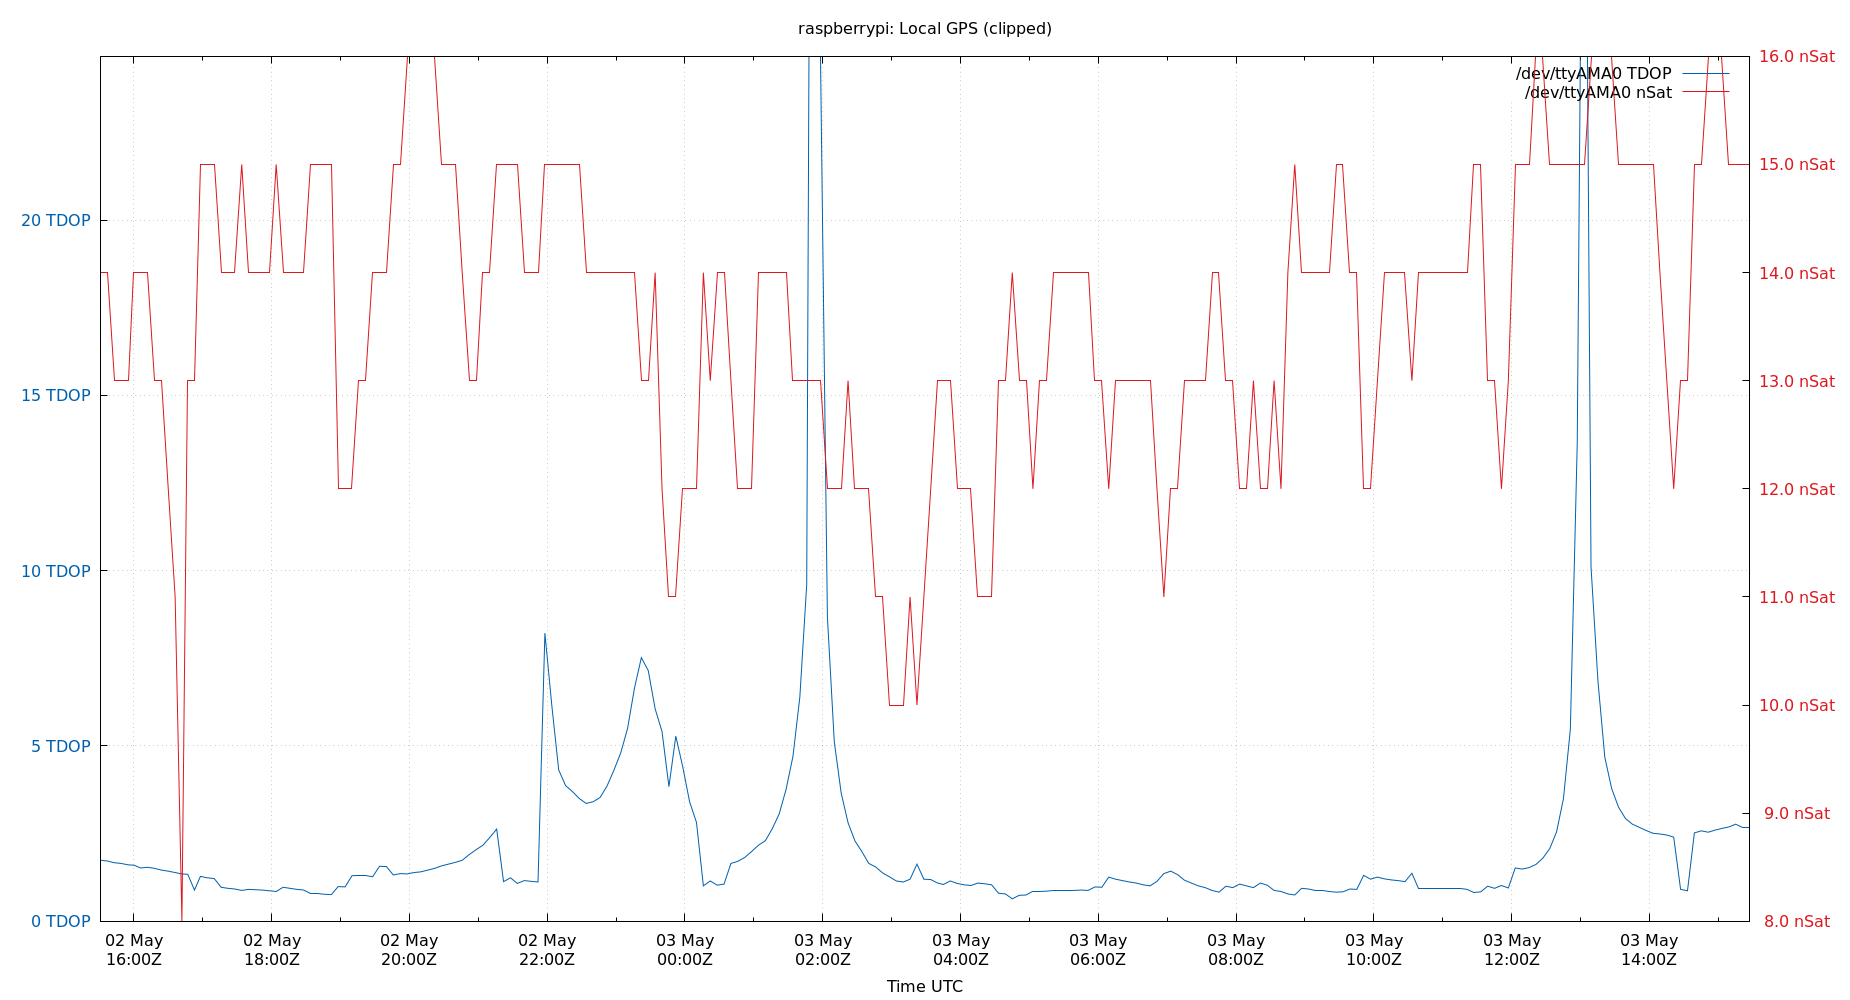 raspberrypi: Local GPS (clipped)
/dev/ttyAMA0 TDOP
/dev/ttyAMA0 nSat
20 TDOP
15 TDOP
10 TDOP
5 TDOP
0 TDOP
16.0 nSat
15.0 nSat
14.0 nSat
13.0 nSat
12.0 nSat
11.0 nSat
10.0 nSat
9.0 nSat
8.0 nSat
02 May
16:00Z
02 May
18:00Z
02 May
20:00Z
02 May
22:00Z
03 May
00:00Z
03 May
02:00Z
03 May
04:00Z
03 May
06:00Z
03 May
08:00Z
03 May
10:00Z
03 May
12:00Z
03 May
14:00Z
Time UTC